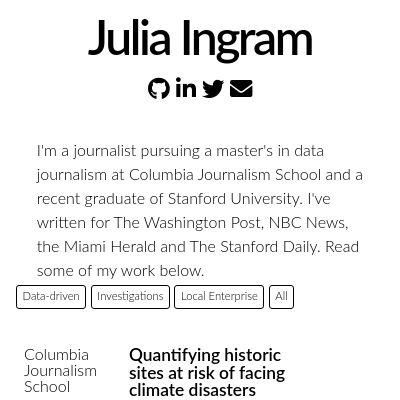 Julia Ingram
I'm a journalist pursuing a master's in data
journalism at Columbia Journalism School and a
recent graduate of Stanford University. I've
written for The Washington Post, NBC News,
the Miami Herald and The Stanford Daily. Read
some of my work below.
Data-driven Investigations Local Enterprise All
Columbia
Journalism
School
Quantifying historic
sites at risk of facing
climate disasters